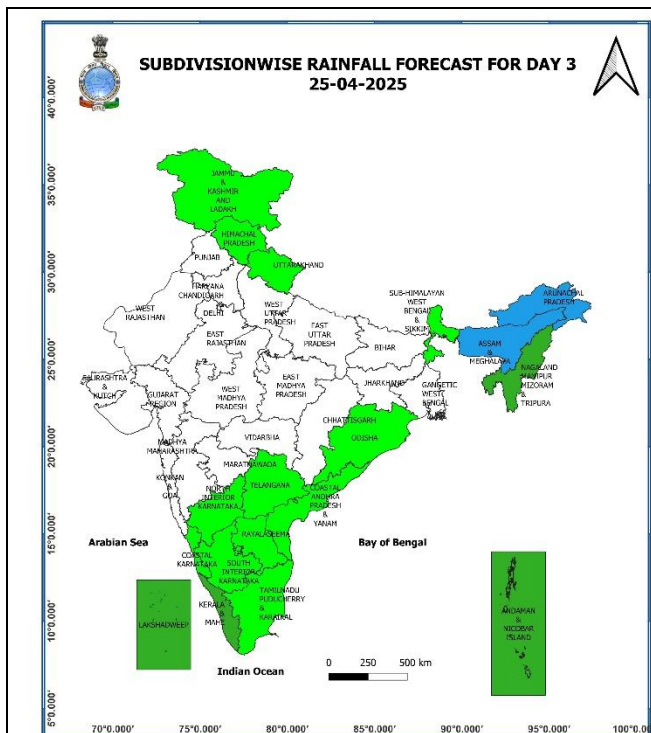 SUBDIVISIONWISE RAINFALL FORECAST FOR DAY 3
25-04-2025
40°0.000'
35°0.000'
30°0.000'
25°0.000'
20°0.000'
15°0.000'
10°0.000'
5°0.000'
JAMMU
&
KASHMIR
AND
LADAKH
HIMACHAL
PRADESH
PUNJAB
UTTARAKHAND
HARYANA
CHANDIGARH
&
DELHI
WEST
RAJASTHAN
EAST
RAJASTHAN
WEST
UTTAR
PRADESH
EAST
UTTAR
PRADESH
SUB-HIMALAYAN
WEST
BENGAL
&
SIKKIM
ARUNACHAL
PRADESH
ASSAM
&
MEGHALAYA
NAGALAND
MANIPUR
MIZORAM
&
TRIPURA
BIHAR
JHARKHAND
GANGETIC
WEST
BENGAL
SAURASHTRA
&
KUTCH
GUJARAT
REGION
WEST
MADHYA
PRADESH
EAST
MADHYA
PRADESH
CHHATTISGARH
ODISHA
VIDARBHA
MADHYA
MAHARASHTRA
MARATHAWADA
KONKAN
&
GOA
NORTH
INTERIOR
KARNATAKA
TELANGANA
COASTAL
ANDHRA
PRADESH
&
YANAM
RAYALASEEMA
COASTAL
KARNATAKA
SOUTH
INTERIOR
KARNATAKA
TAMILNADU
PUDUCHERRY
&
KARAIKAL
KERALA
&
MAHE
LAKSHADWEEP
ANDAMAN
&
NICOBAR
ISLAND
Arabian Sea
Bay of Bengal
Indian Ocean
0 250 500 km
70°0.000' 75°0.000' 80°0.000' 85°0.000' 90°0.000' 95°0.000' 100°0.000'